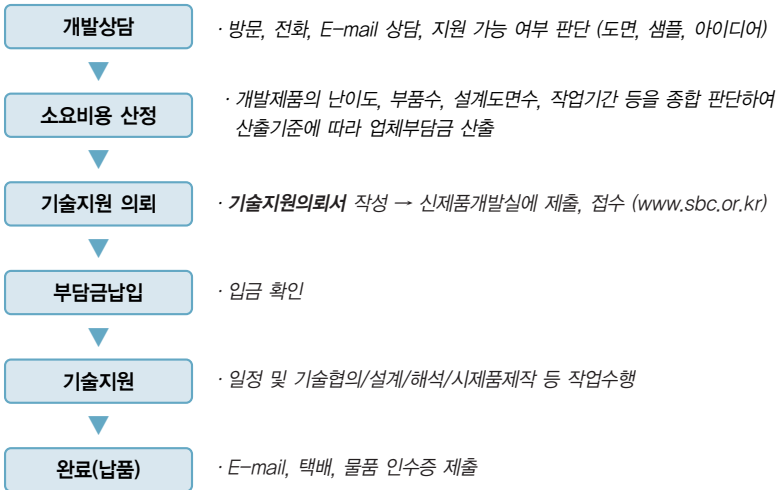 개발상담
· 방문, 전화, E-mail 상담, 지원 가능 여부 판단 (도면, 샘플, 아이디어)
소요비용 산정
· 개발제품의 난이도, 부품수, 설계도면수, 작업기간 등을 종합 판단하여
산출기준에 따라 업체부담금 산출
기술지원 의뢰
· 기술지원의뢰서 작성 → 신제품개발실에 제출, 접수 (www.sbc.or.kr)
부담금납입
· 입금 확인
기술지원
· 일정 및 기술협의/설계/해석/시제품제작 등 작업수행
완료(납품)
· E-mail, 택배, 물품 인수증 제출